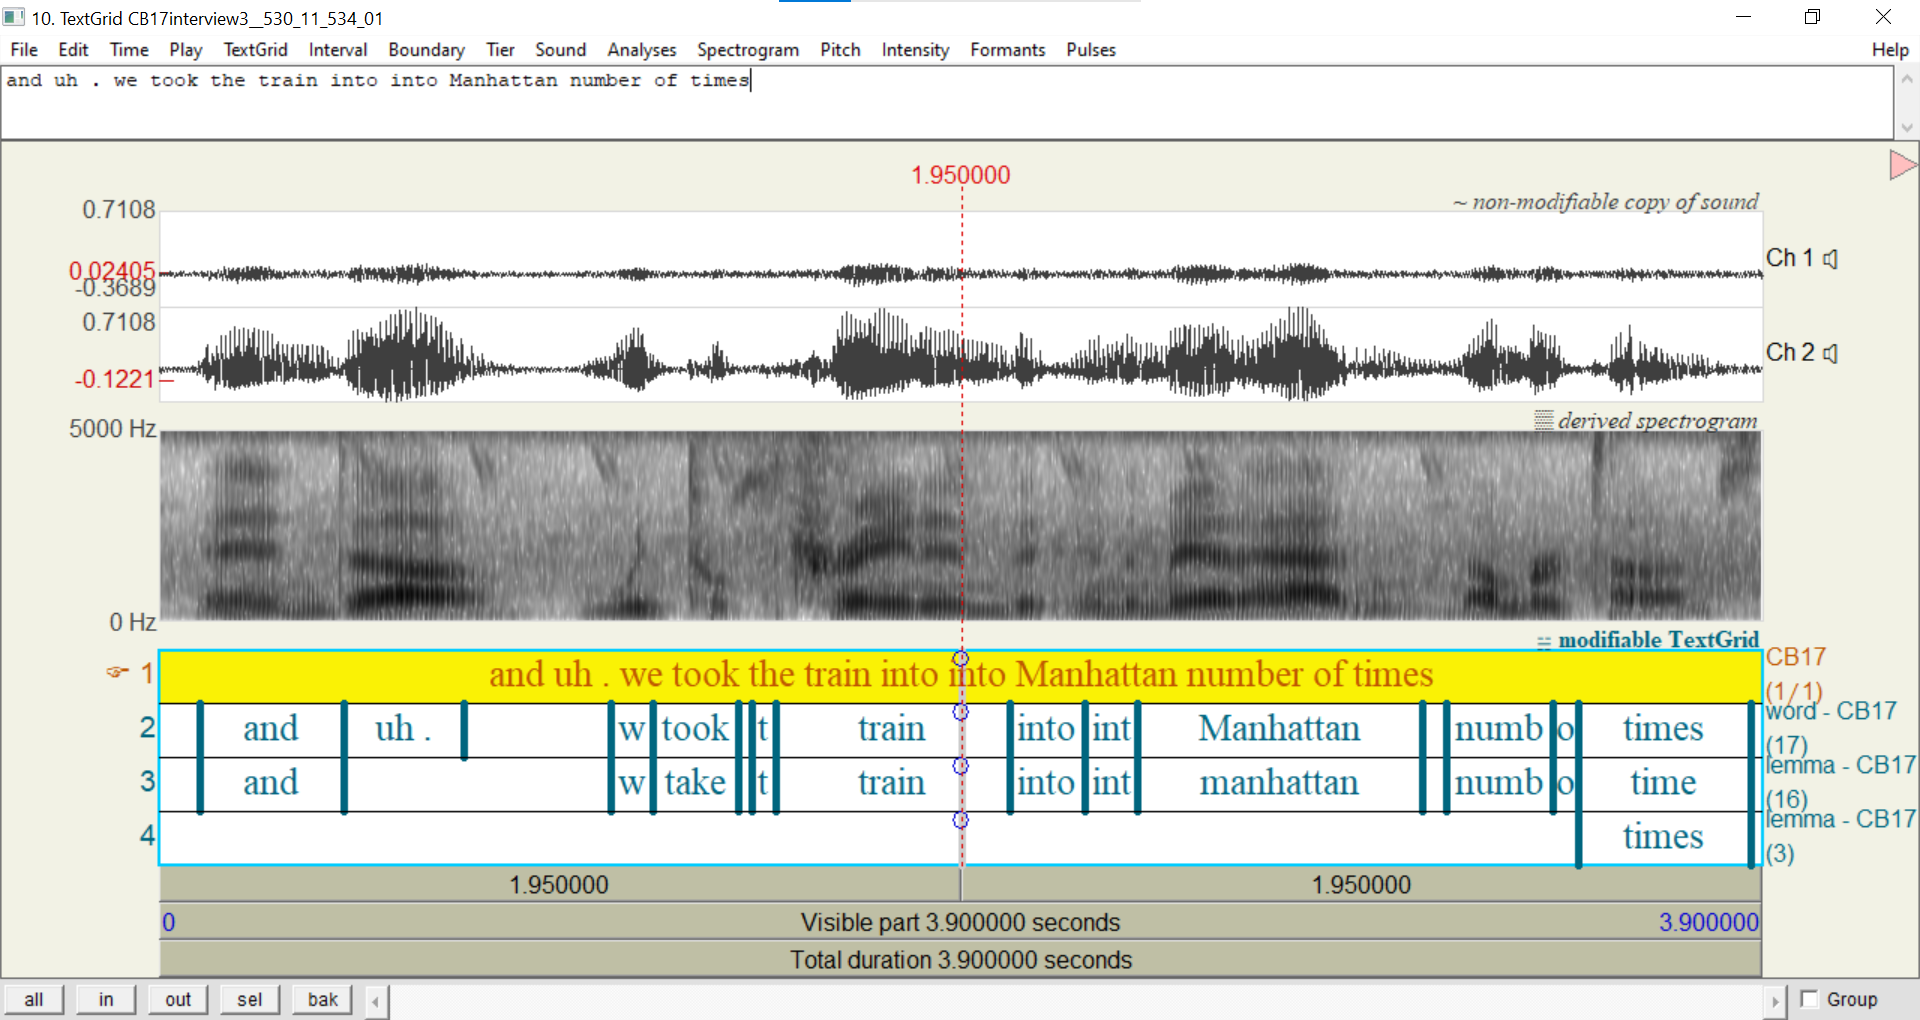 10. TextGrid CB17interview3__530_11_534_01
File Edit Time Play TextGrid Interval Boundary Tier Sound Analyses Spectrogram Pitch Intensity Formants Pulses Help
and uh . we took the train into into Manhattan number of times
1.950000
~ non-modifiable copy of sound
0.7108
0.02405
-0.3689
Ch 1
0.7108
-0.1221
Ch 2
derived spectrogram
5000 Hz
0 Hz
modifiable TextGrid
1 and uh . we took the train into into Manhattan number of times CB17
(1/1)
2 and uh . w took t train into int Manhattan numb o times word - CB17
(17)
3 and w take t train into int manhattan numb o time lemma - CB17
(16)
4 times lemma - CB17
(3)
1.950000 1.950000
0 Visible part 3.900000 seconds 3.900000
Total duration 3.900000 seconds
all in out sel bak Group